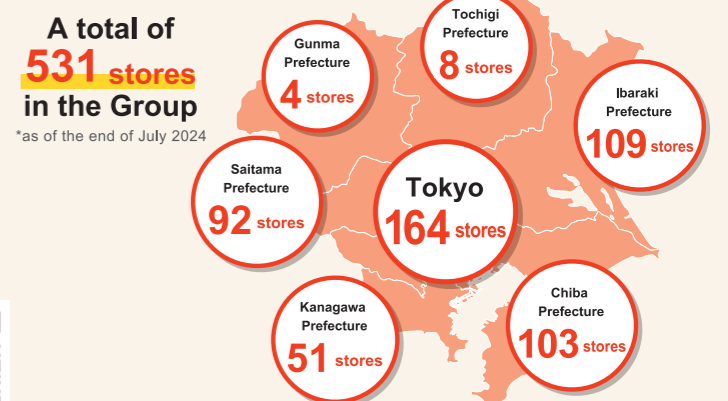 A total of
531 stores
in the Group
*as of the end of July 2024
Gunma
Prefecture
4 stores
Tochigi
Prefecture
8 stores
Ibaraki
Prefecture
109 stores
Saitama
Prefecture
92 stores
Tokyo
164 stores
Kanagawa
Prefecture
51 stores
Chiba
Prefecture
103 stores